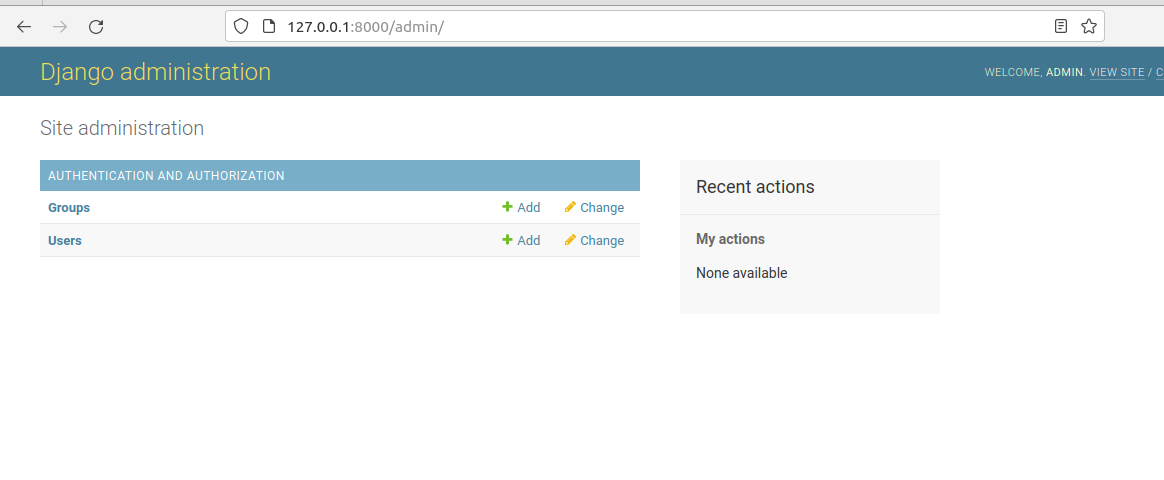 127.0.0.1:8000/admin/
Django administration
WELCOME, ADMIN. VIEW SITE / C
Site administration
AUTHENTICATION AND AUTHORIZATION
Groups Add Change
Users Add Change
Recent actions
My actions
None available